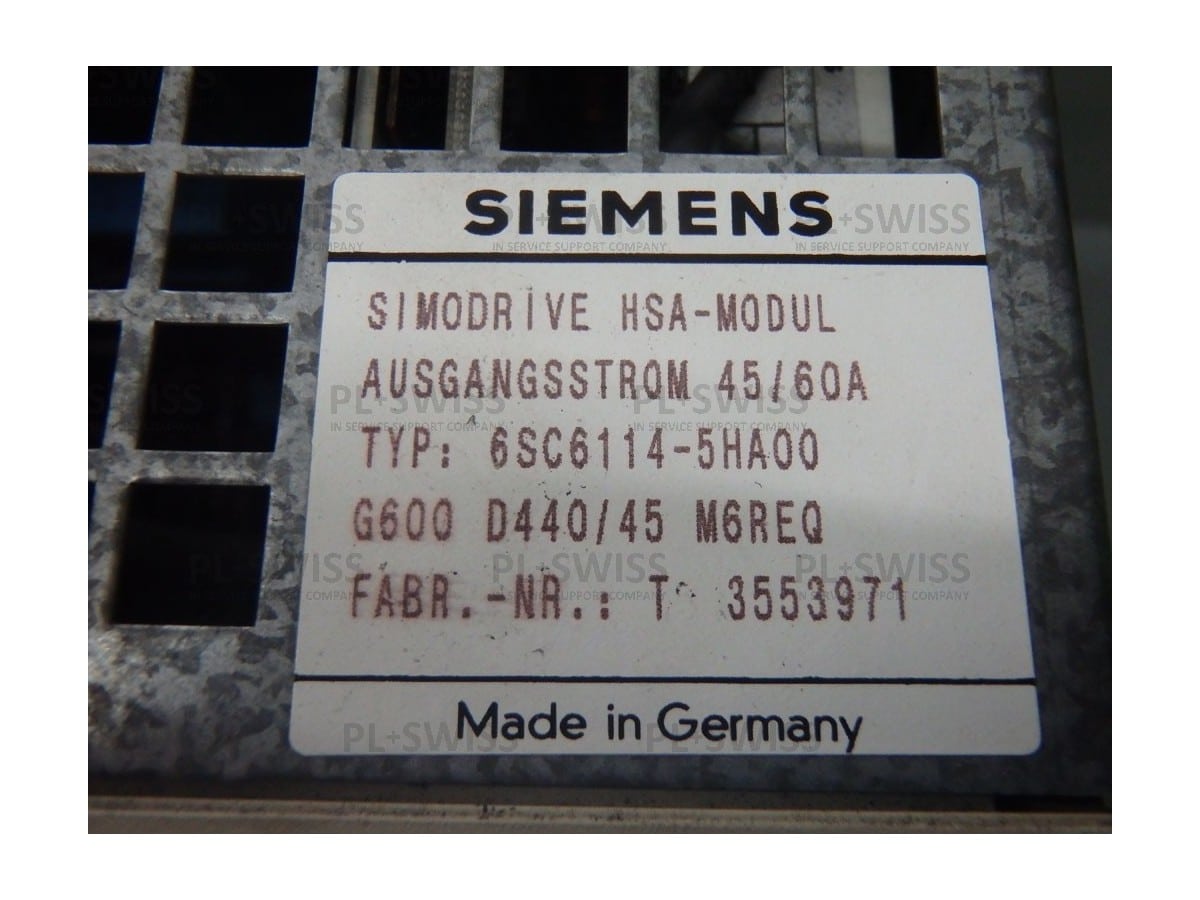 SIEMENS
SIMODRIVE HSA-MODUL
AUSGANGSSTROM 45/60A
TYP: 6SC6114-5HA00
G600 D440/45 M6REQ
FABR.-NR.: T 3553971
Made in Germany
PL+SWISS
IN SERVICE SUPPORT COMPANY